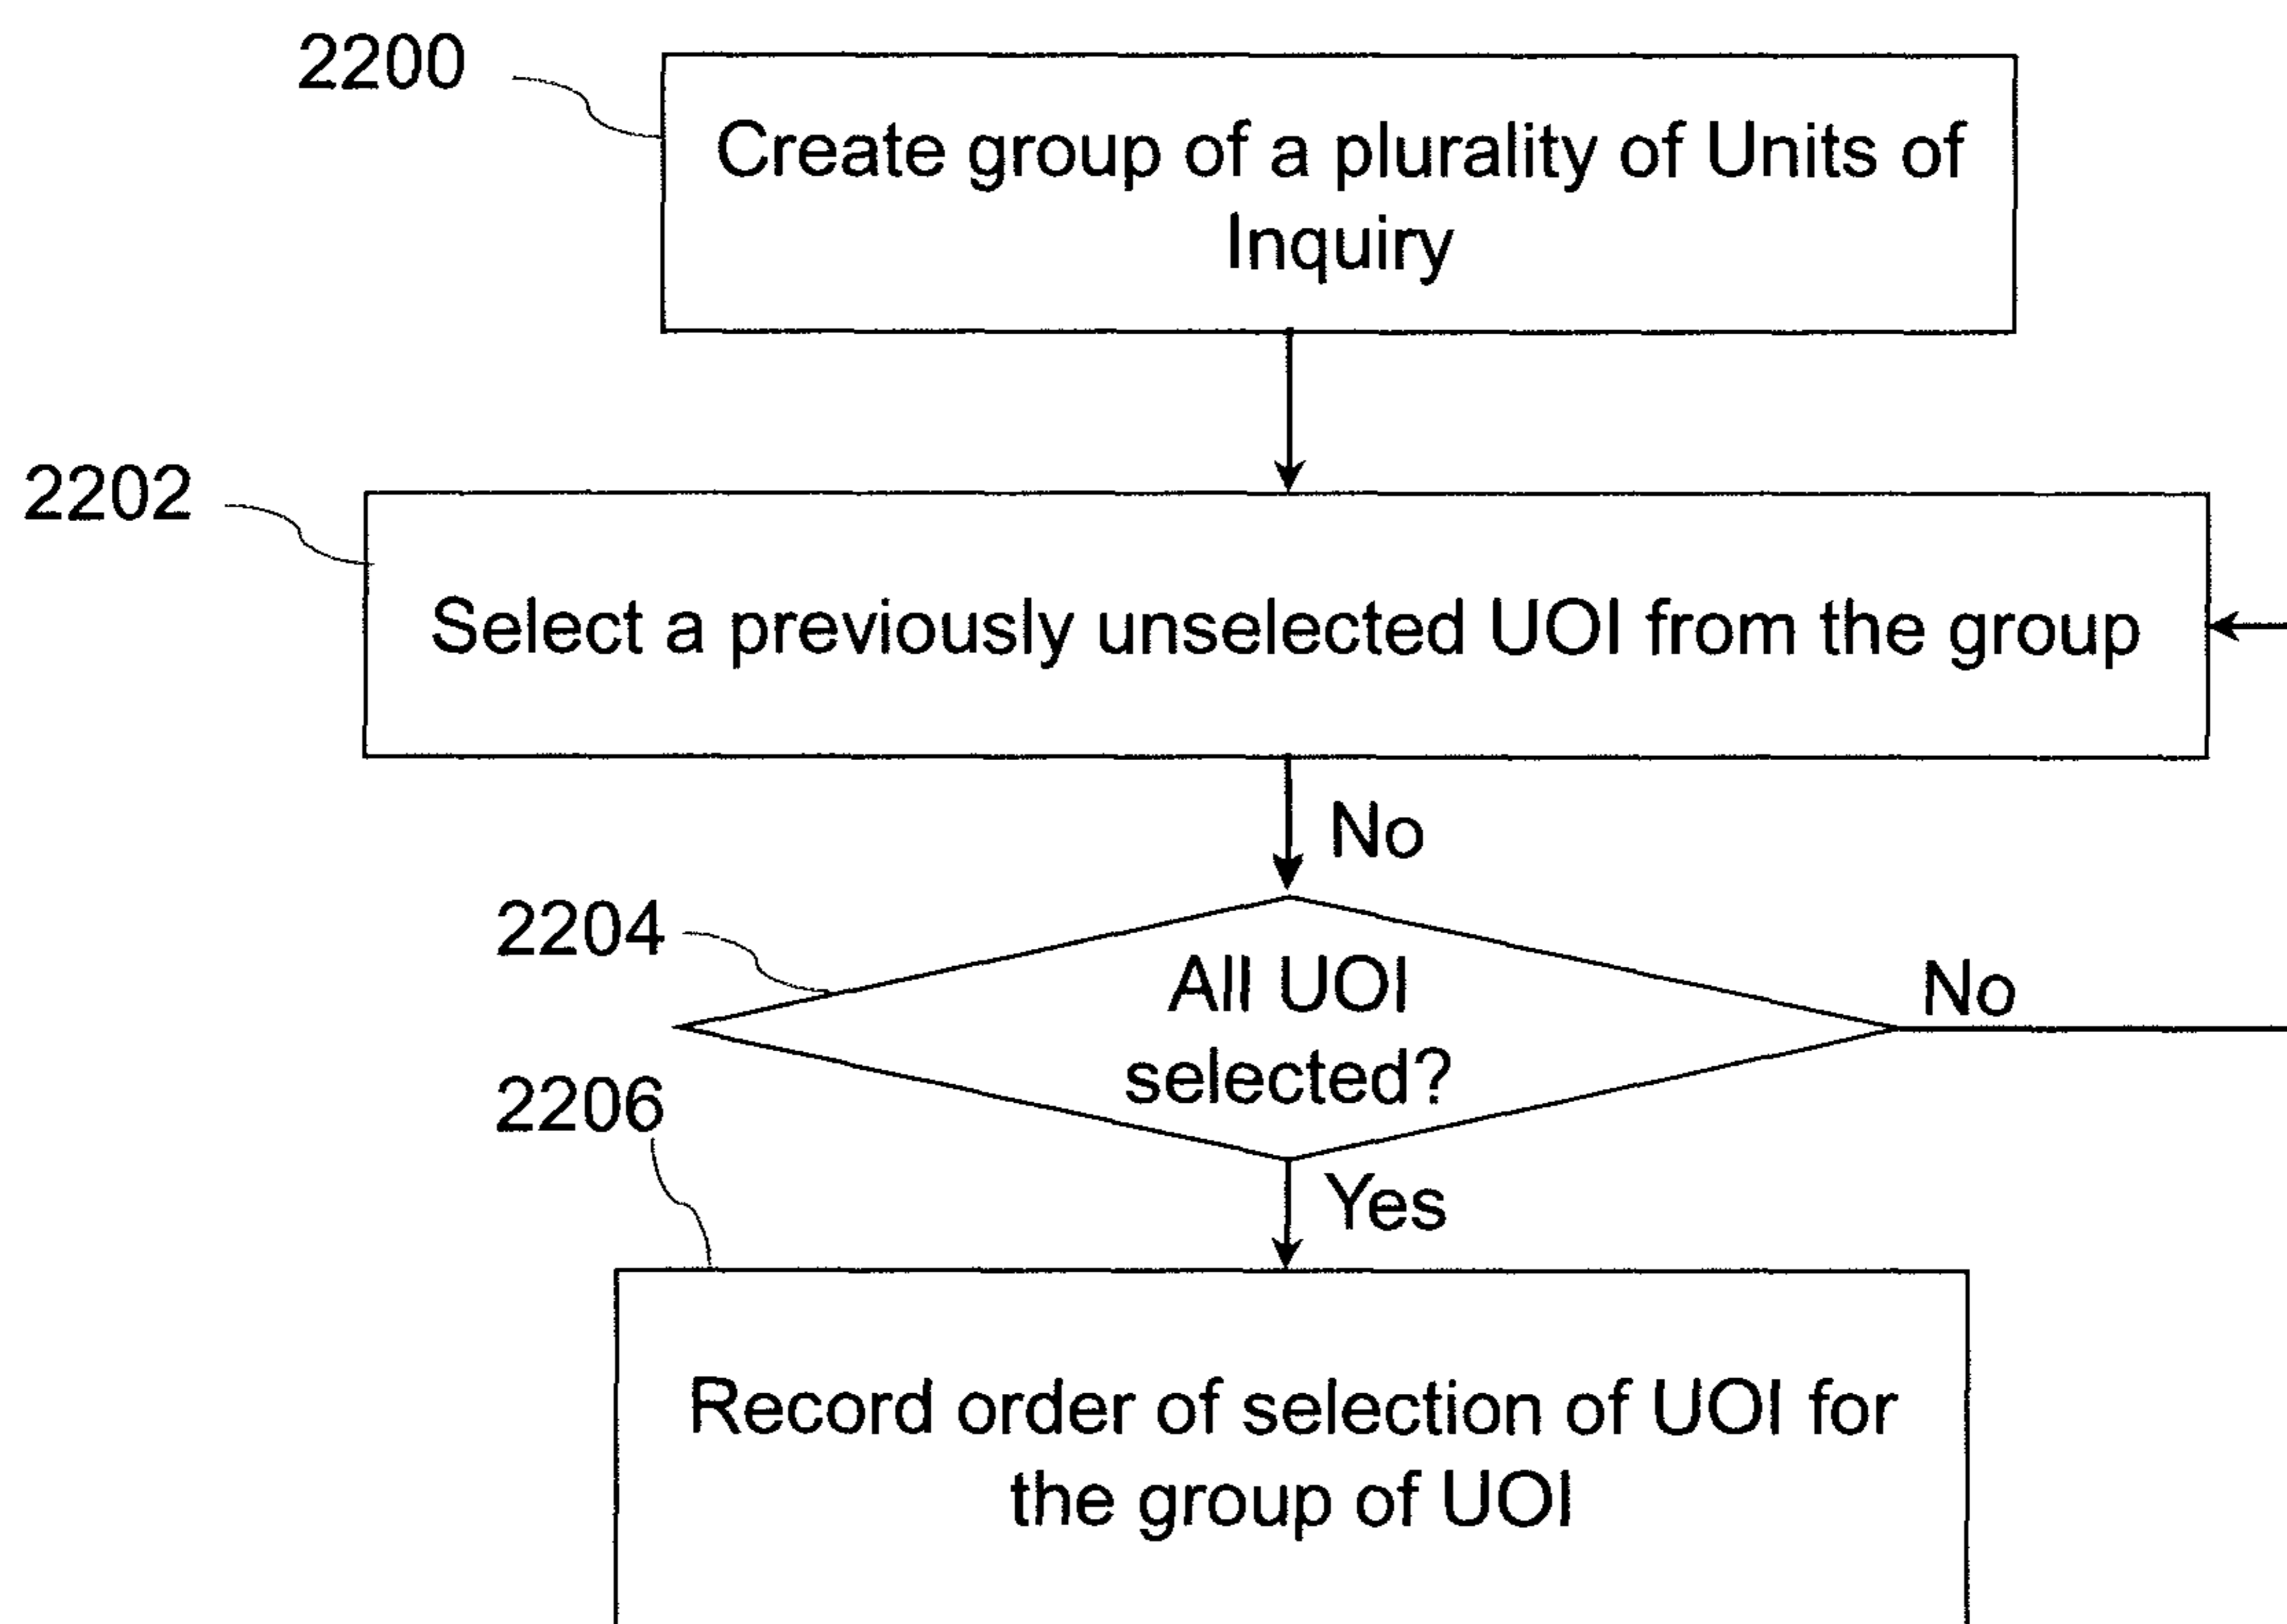 2200
Create group of a plurality of Units of
Inquiry
2202
Select a previously unselected UOI from the group
No
2204
All UOI
selected?
No
2206
Yes
Record order of selection of UOI for
the group of UOI